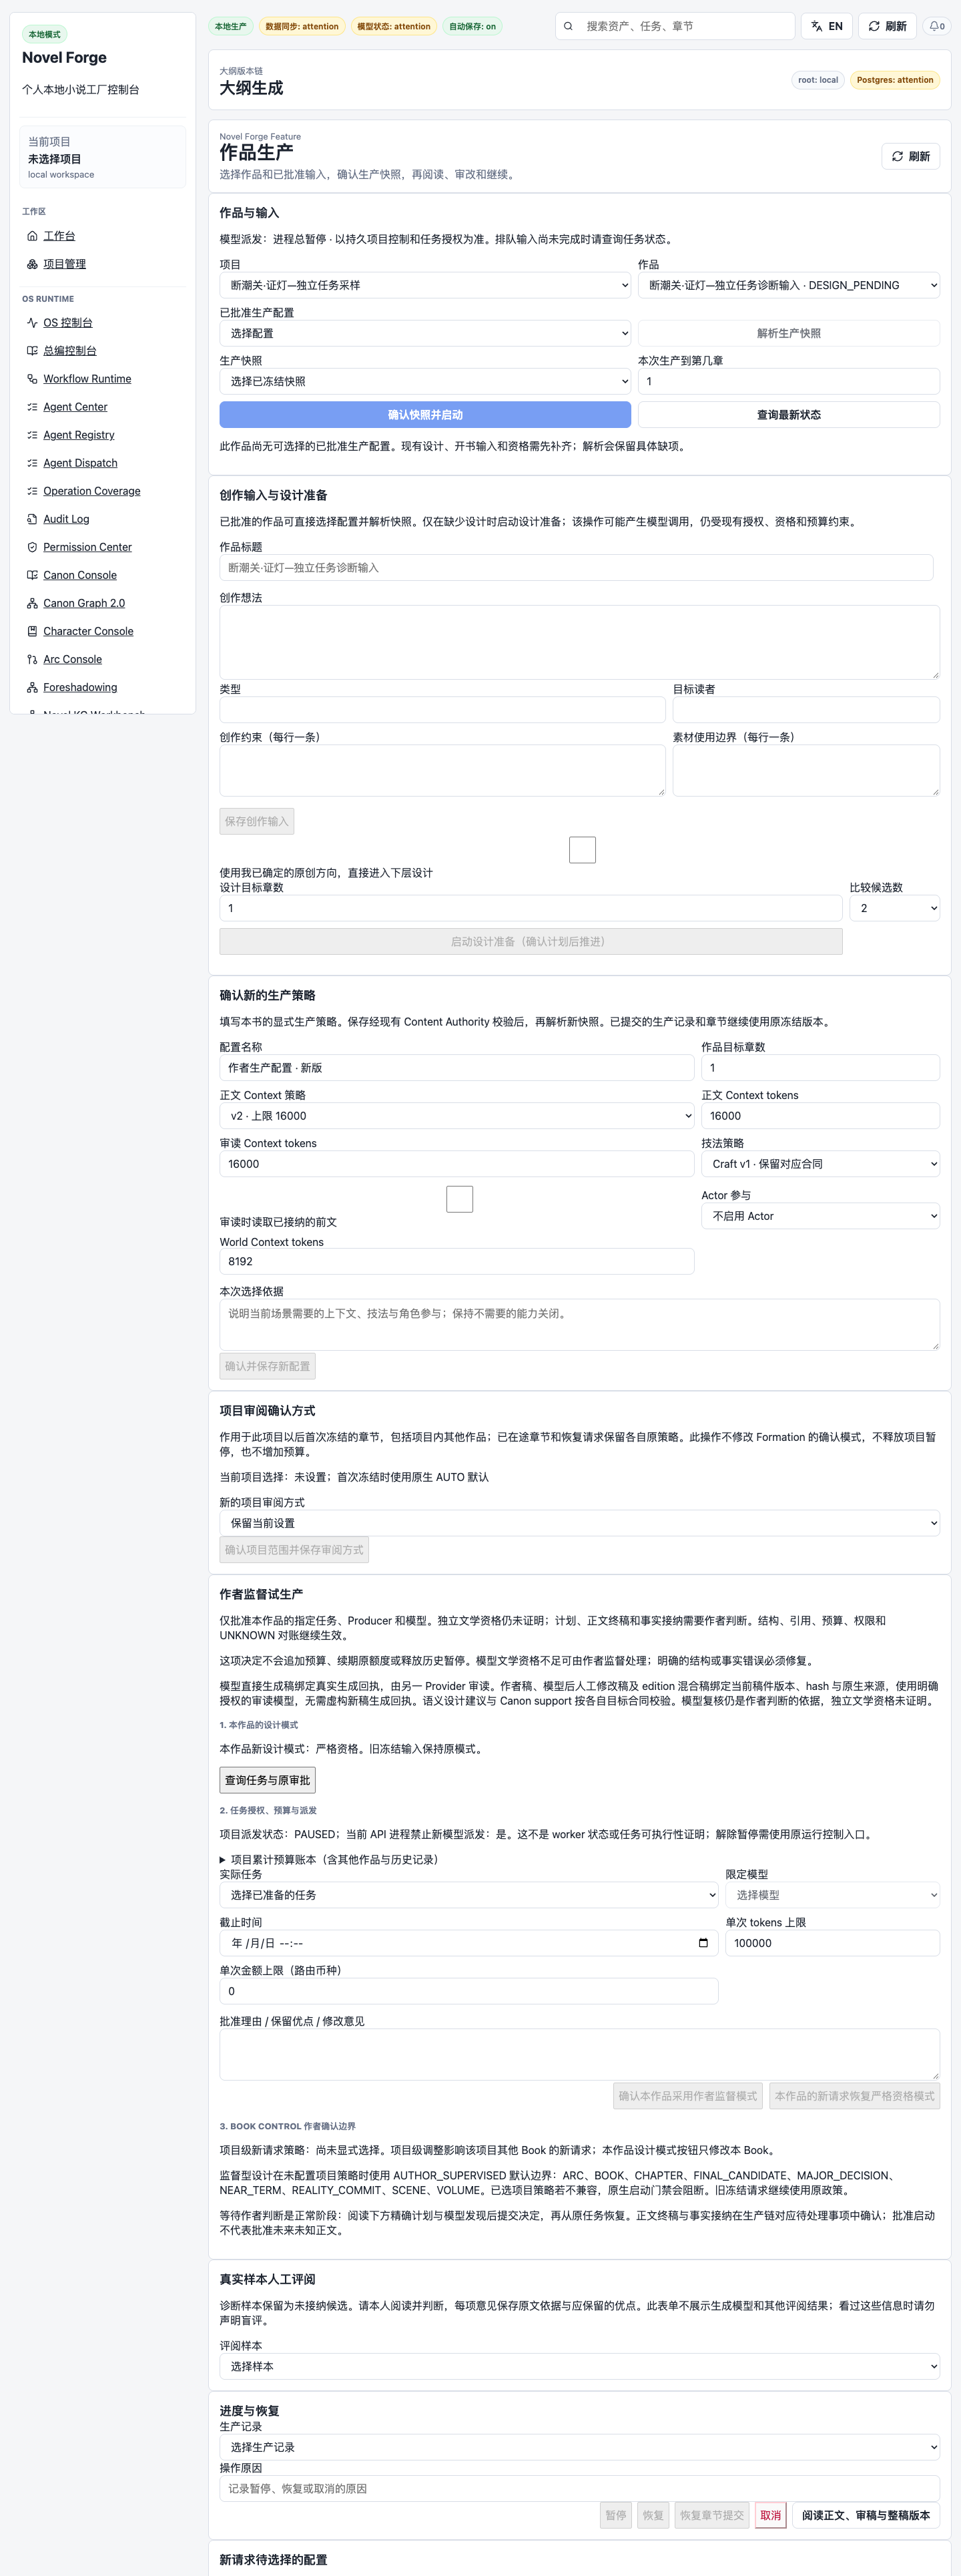 本地模式
Novel Forge
个人本地小说工厂控制台
当前项目
未选择项目
local workspace
工作区
工作台
项目管理
OS RUNTIME
OS 控制台
总编控制台
Workflow Runtime
Agent Center
Agent Registry
Agent Dispatch
Operation Coverage
Audit Log
Permission Center
Canon Console
Canon Graph 2.0
Character Console
Arc Console
Foreshadowing
本地生产
数据同步: attention
模型状态: attention
自动保存: on
搜索资产、任务、章节
EN
刷新
0
大纲版本链
大纲生成
root: local
Postgres: attention
Novel Forge Feature
作品生产
选择作品和已批准输入，确认生产快照，再阅读、审改和继续。
刷新
作品与输入
模型派发：进程总暂停 · 以持久项目控制和任务授权为准。排队输入尚未完成时请查询任务状态。
项目
作品
断潮关·证灯—独立任务采样
断潮关·证灯—独立任务诊断输入 · DESIGN_PENDING
已批准生产配置
选择配置
解析生产快照
生产快照
本次生产到第几章
选择已冻结快照
1
确认快照并启动
查询最新状态
此作品尚无可选择的已批准生产配置。现有设计、开书输入和资格需先补齐；解析会保留具体缺项。
创作输入与设计准备
已批准的作品可直接选择配置并解析快照。仅在缺少设计时启动设计准备；该操作可能产生模型调用，仍受现有授权、资格和预算约束。
作品标题
断潮关·证灯—独立任务诊断输入
创作想法
类型
目标读者
创作约束（每行一条）
素材使用边界（每行一条）
保存创作输入
使用我已确定的原创方向，直接进入下层设计
设计目标章数
比较候选数
1
2
启动设计准备（确认计划后推进）
确认新的生产策略
填写本书的显式生产策略。保存经现有 Content Authority 校验后，再解析新快照。已提交的生产记录和章节继续使用原冻结版本。
配置名称
作品目标章数
作者生产配置 · 新版
1
正文 Context 策略
正文 Context tokens
v2 · 上限 16000
16000
审读 Context tokens
技法策略
16000
Craft v1 · 保留对应合同
审读时读取已接纳的前文
Actor 参与
不启用 Actor
World Context tokens
8192
本次选择依据
说明当前场景需要的上下文、技法与角色参与；保持不需要的能力关闭。
确认并保存新配置
项目审阅确认方式
作用于此项目以后首次冻结的章节，包括项目内其他作品；已在途章节和恢复请求保留各自原策略。此操作不修改 Formation 的确认模式，不释放项目暂
停，也不增加预算。
当前项目选择：未设置；首次冻结时使用原生 AUTO 默认
新的项目审阅方式
保留当前设置
确认项目范围并保存审阅方式
作者监督试生产
仅批准本作品的指定任务、Producer 和模型。独立文学资格仍未证明；计划、正文终稿和事实接纳需要作者判断。结构、引用、预算、权限和
UNKNOWN 对账继续生效。
这项决定不会追加预算、续期原额度或释放历史暂停。模型文学资格不足可由作者监督处理；明确的结构或事实错误必须修复。
模型直接生成稿绑定真实生成回执，由另一 Provider 审读。作者稿、模型后人工修改稿及 edition 混合稿绑定当前稿件版本、hash 与原生来源，使用明确
授权的审读模型，无需虚构新稿生成回执。语义设计建议与 Canon support 按各自目标合同校验。模型复核仍是作者判断的依据，独立文学资格未证明。
1. 本作品的设计模式
本作品新设计模式：严格资格。旧冻结输入保持原模式。
查询任务与原审批
2. 任务授权、预算与派发
项目派发状态：PAUSED；当前 API 进程禁止新模型派发：是。这不是 worker 状态或任务可执行性证明；解除暂停需使用原运行控制入口。
项目累计预算账本（含其他作品与历史记录）
实际任务
限定模型
选择已准备的任务
选择模型
截止时间
单次 tokens 上限
年 /月/日 --:--
100000
单次金额上限（路由币种）
0
批准理由 / 保留优点 / 修改意见
确认本作品采用作者监督模式
本作品的新请求恢复严格资格模式
3. BOOK CONTROL 作者确认边界
项目级新请求策略：尚未显式选择。项目级调整影响该项目其他 Book 的新请求；本作品设计模式按钮只修改本 Book。
监督型设计在未配置项目策略时使用 AUTHOR_SUPERVISED 默认边界：ARC、BOOK、CHAPTER、FINAL_CANDIDATE、MAJOR_DECISION、
NEAR_TERM、REALITY_COMMIT、SCENE、VOLUME。已选项目策略若不兼容，原生启动门禁会阻断。旧冻结请求继续使用原政策。
等待作者判断是正常阶段：阅读下方精确计划与模型发现后提交决定，再从原任务恢复。正文终稿与事实接纳在生产链对应待处理事项中确认；批准启动
不代表批准未来未知正文。
真实样本人工评阅
诊断样本保留为未接纳候选。请本人阅读并判断，每项意见保存原文依据与应保留的优点。此表单不展示生成模型和其他评阅结果；看过这些信息时请勿
声明盲评。
评阅样本
选择样本
进度与恢复
生产记录
选择生产记录
操作原因
记录暂停、恢复或取消的原因
暂停
恢复
恢复章节提交
取消
阅读正文、审稿与整稿版本
新请求待选择的配置